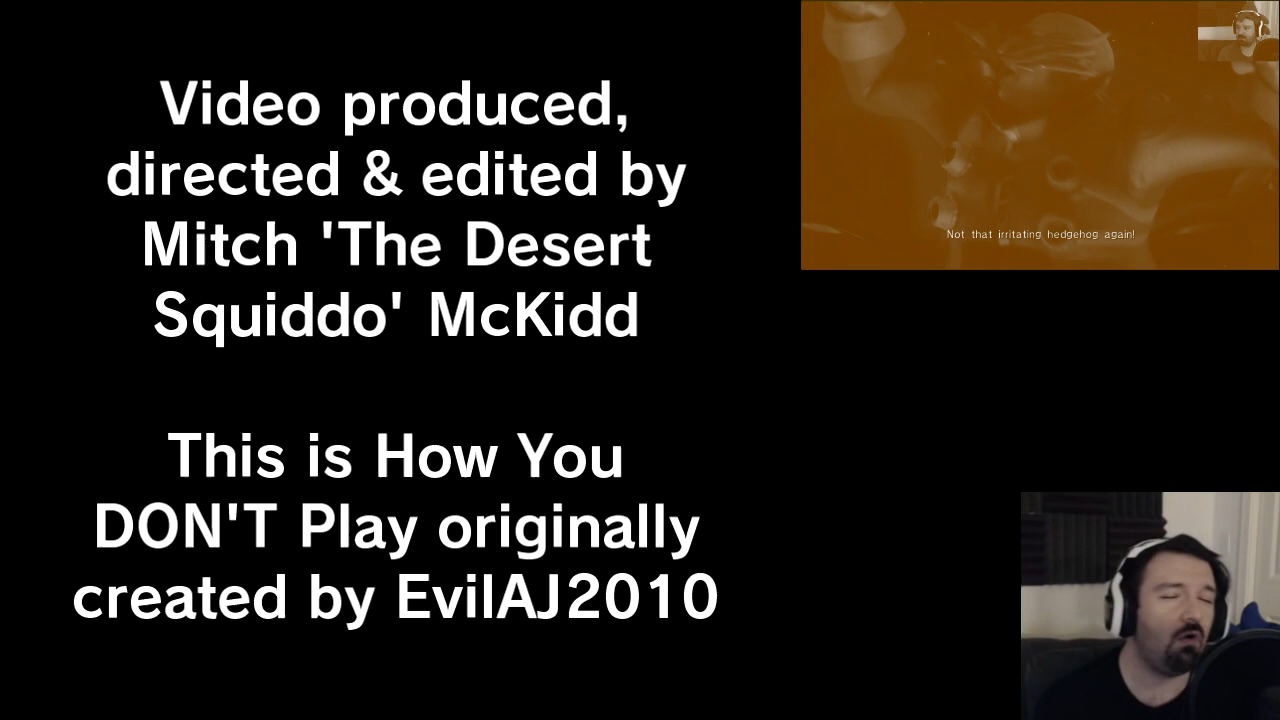 Video produced,
directed & edited by
Mitch 'The Desert
Squiddo' McKidd
This is How You
DON'T Play originally
created by EvilAJ2010
Not that irritating hedgehog again!